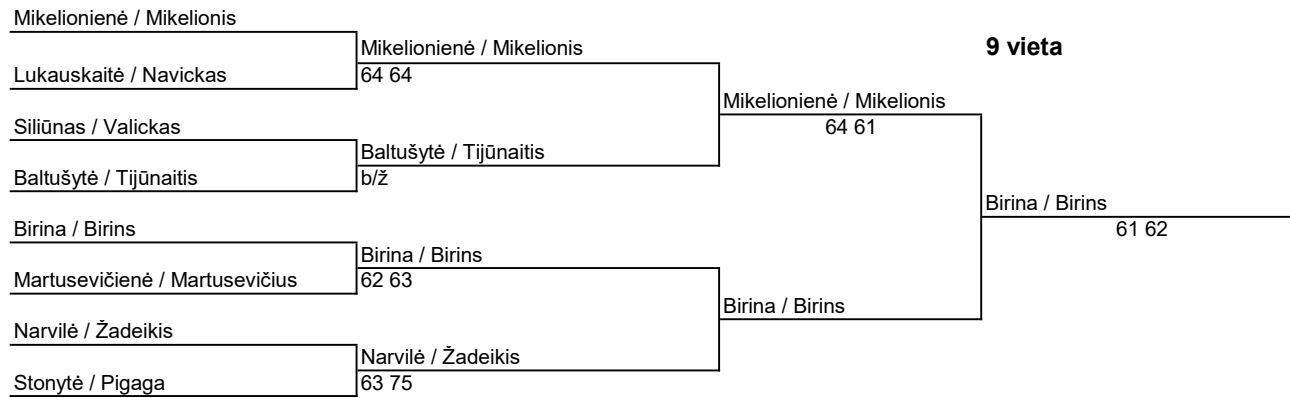 Mikelionienė / Mikelionis
Mikelionienė / Mikelionis
9 vieta
Lukauskaitė / Navickas
64 64
Mikelionienė / Mikelionis
Siliūnas / Valickas
64 61
Baltušytė / Tijūnaitis
Baltušytė / Tijūnaitis
b/ž
Birina / Birins
61 62
Birina / Birins
Birina / Birins
Martusevičienė / Martusevičius
62 63
Birina / Birins
Narvilė / Žadeikis
Narvilė / Žadeikis
Stonytė / Pigaga
63 75